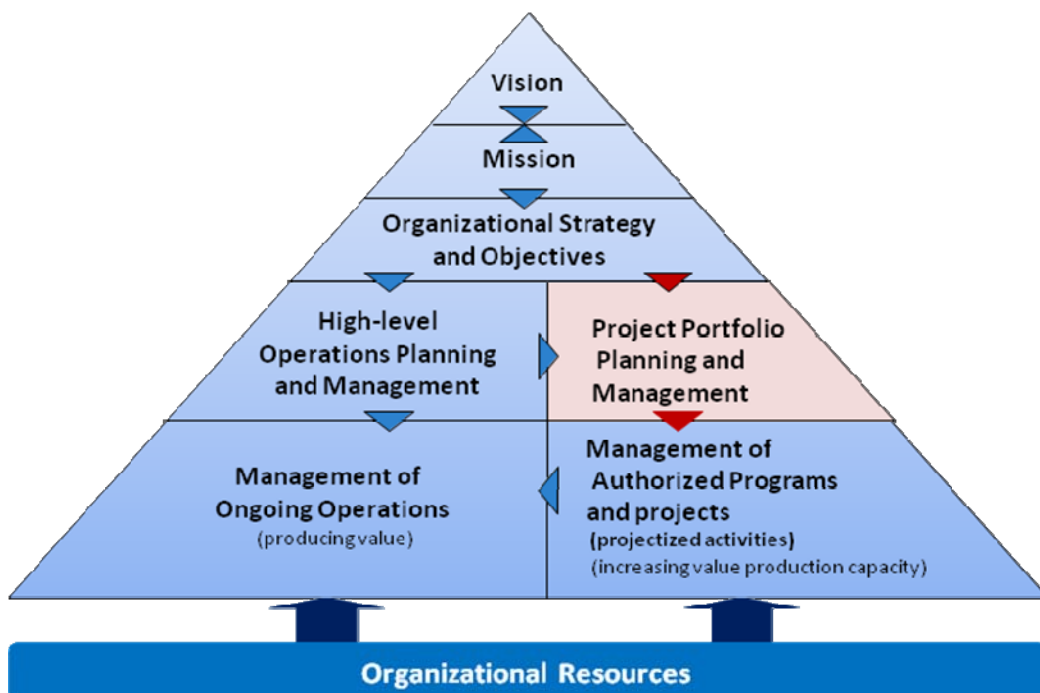 Vision
Mission
Organizational Strategy
and Objectives
High-level
Operations Planning
and Management
Project Portfolio
Planning and
Management
Management of
Ongoing Operations
(producing value)
Management of
Authorized Programs
and projects
(projectized activities)
(increasing value production capacity)
Organizational Resources